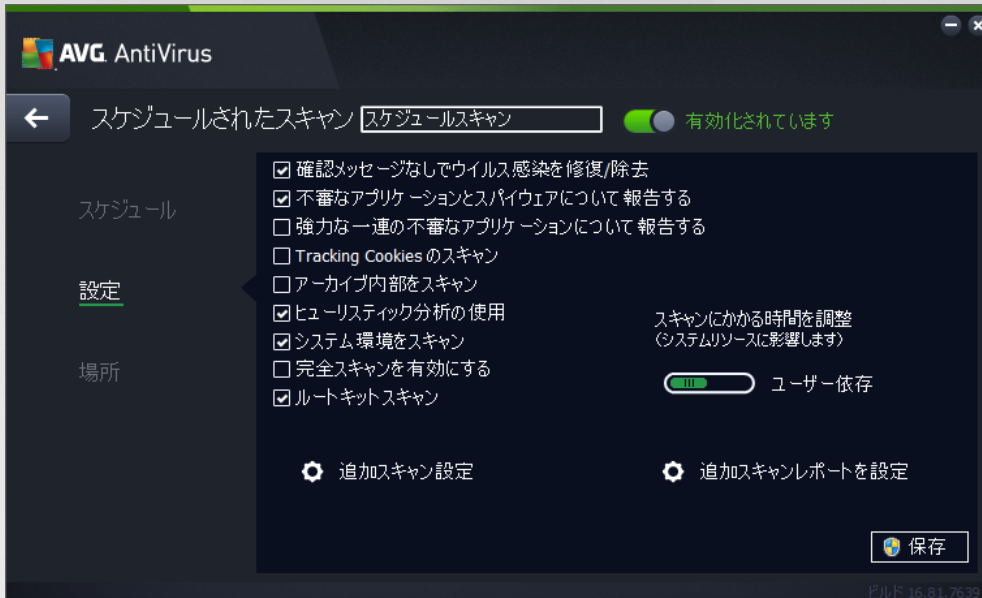 AVG. AntiVirus
スケジュールされたスキャン スケジュールスキャン 有効化されています
スケジュール
設定
場所
確認メッセージなしでウイルス感染を修復/除去
不審なアプリケーションとスパイウェアについて報告する
強力な一連の不審なアプリケーションについて報告する
Tracking Cookies のスキャン
アーカイブ内部をスキャン
ヒューリスティック分析の使用
システム環境をスキャン
完全スキャンを有効にする
ルートキットスキャン
スキャンにかかる時間を調整
(システムリソースに影響します)
ユーザー依存
追加スキャン設定
追加スキャンレポートを設定
保存
ビルド 16.81.7639